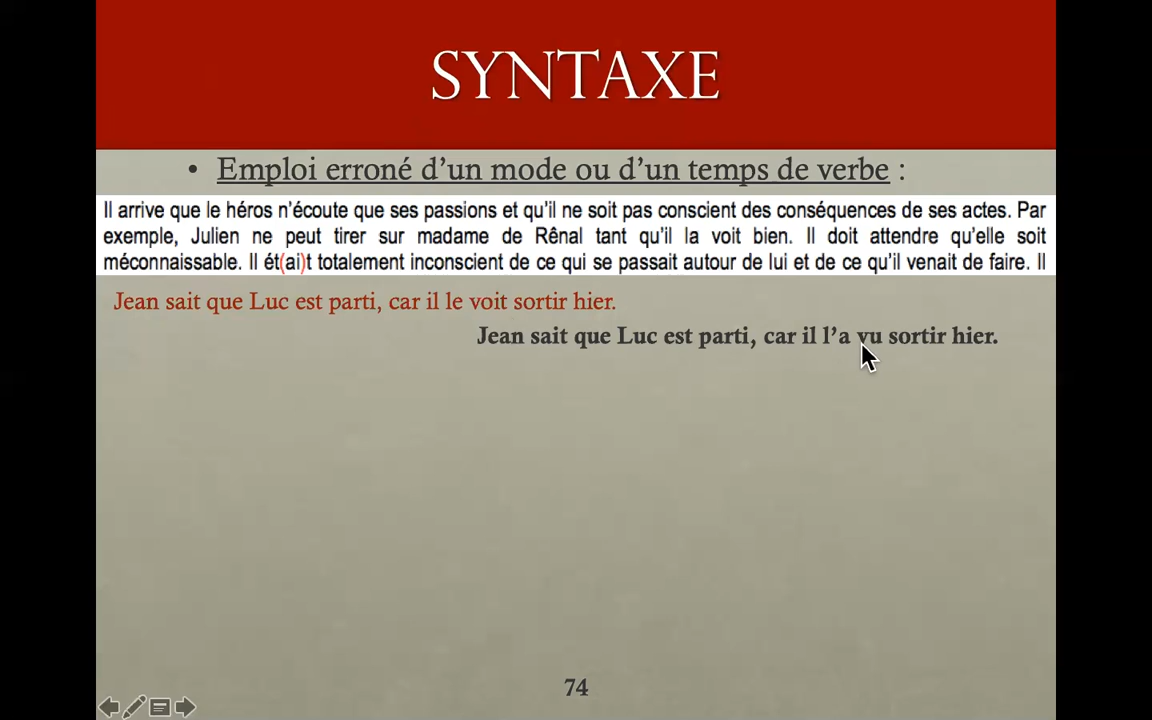 SYNTAXE
• Emploi erroné d’un mode ou d’un temps de verbe :
Il arrive que le héros n’écoute que ses passions et qu’il ne soit pas conscient des conséquences de ses actes. Par
exemple, Julien ne peut tirer sur madame de Rênal tant qu’il la voit bien. Il doit attendre qu’elle soit
méconnaissable. Il ét(ai)t totalement inconscient de ce qui se passait autour de lui et de ce qu’il venait de faire. Il
Jean sait que Luc est parti, car il le voit sortir hier.
Jean sait que Luc est parti, car il l’a vu sortir hier.
74